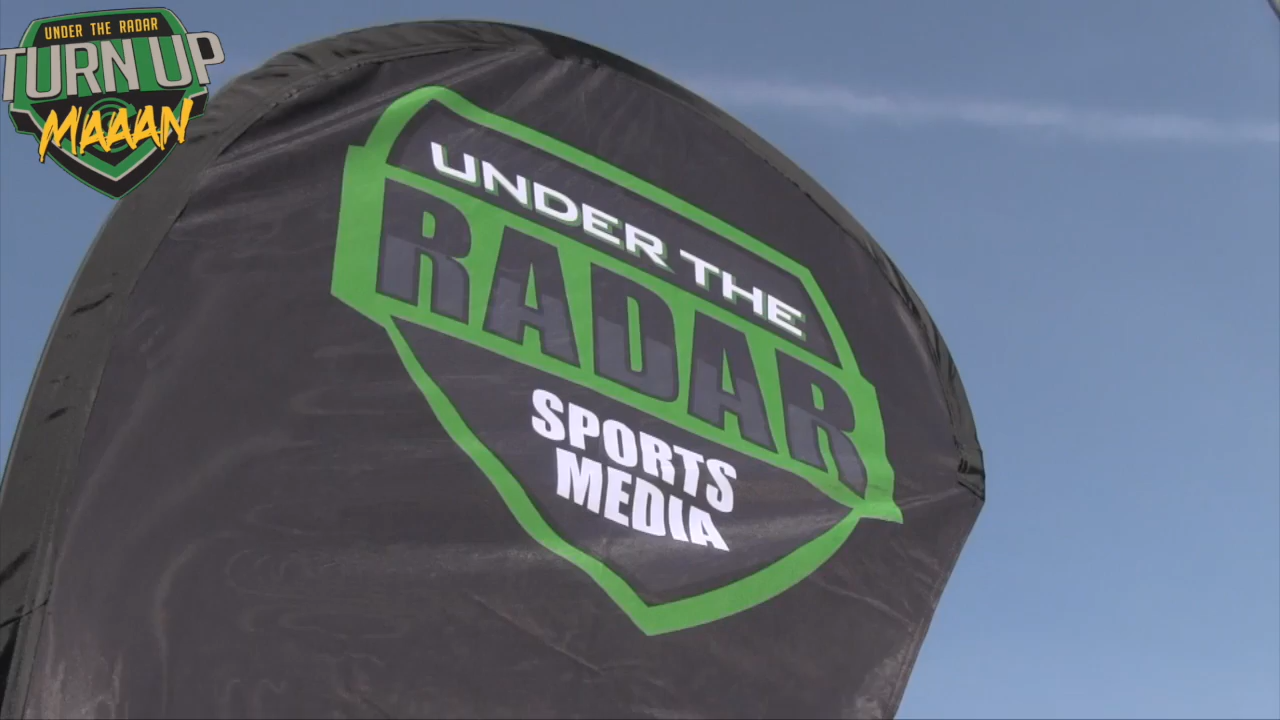 UNDER THE RADAR
TURN UP
MAAAN
UNDER THE
RADAR
SPORTS
MEDIA